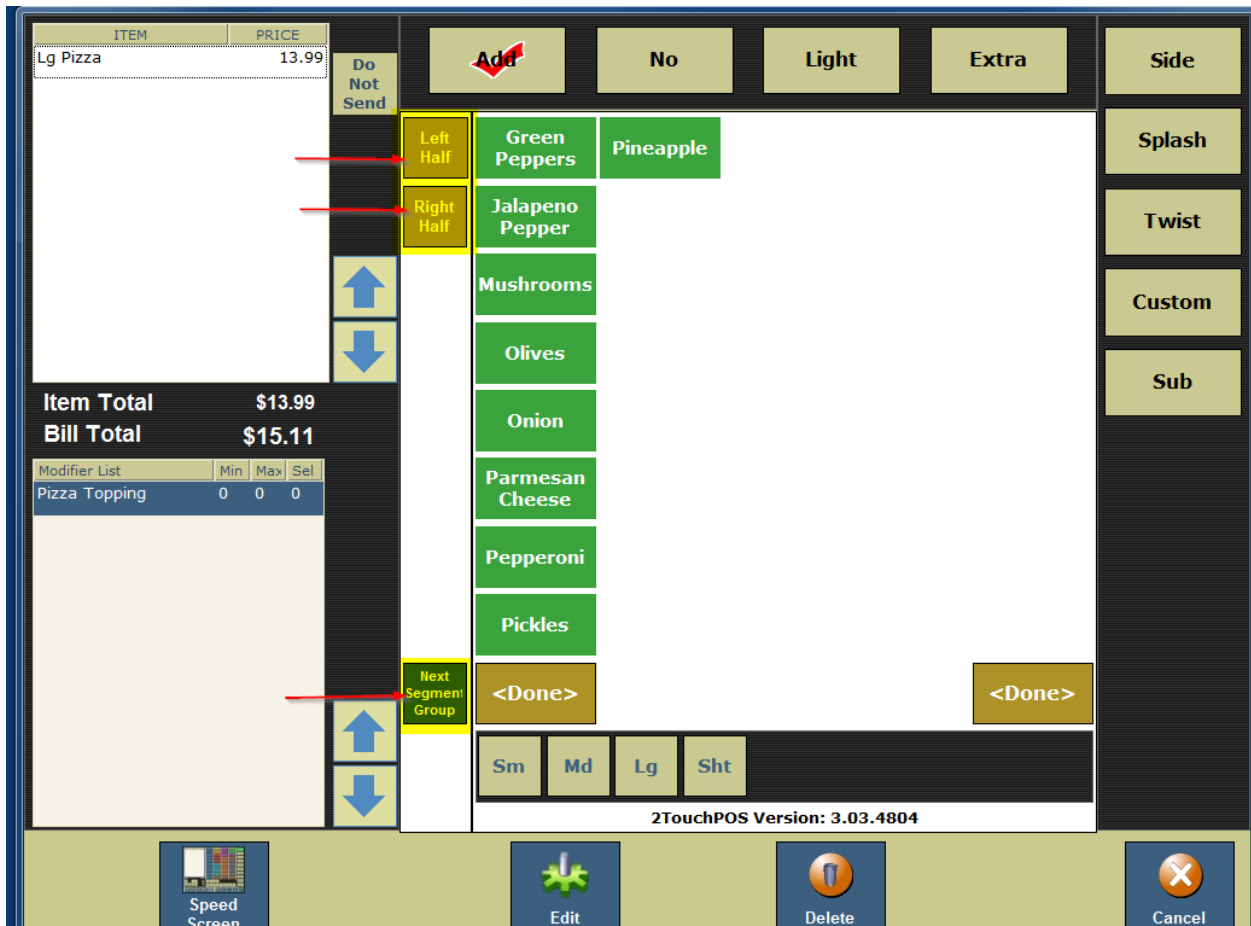 ITEM PRICE
Lg Pizza 13.99
Do
Not
Send
Add No Light Extra Side
Left
Half
Green
Peppers
Pineapple
Splash
Right
Half
Jalapeno
Pepper
Twist
Mushrooms
Custom
Olives
Sub
Item Total $13.99
Bill Total $15.11
Onion
Modifier List Min Max Sel
Pizza Topping 0 0 0
Parmesan
Cheese
Pepperoni
Pickles
Next
Segment
Group
<Done> <Done>
Sm Md Lg Sht
2TouchPOS Version: 3.03.4804
Speed
Screen
Edit
Delete
Cancel